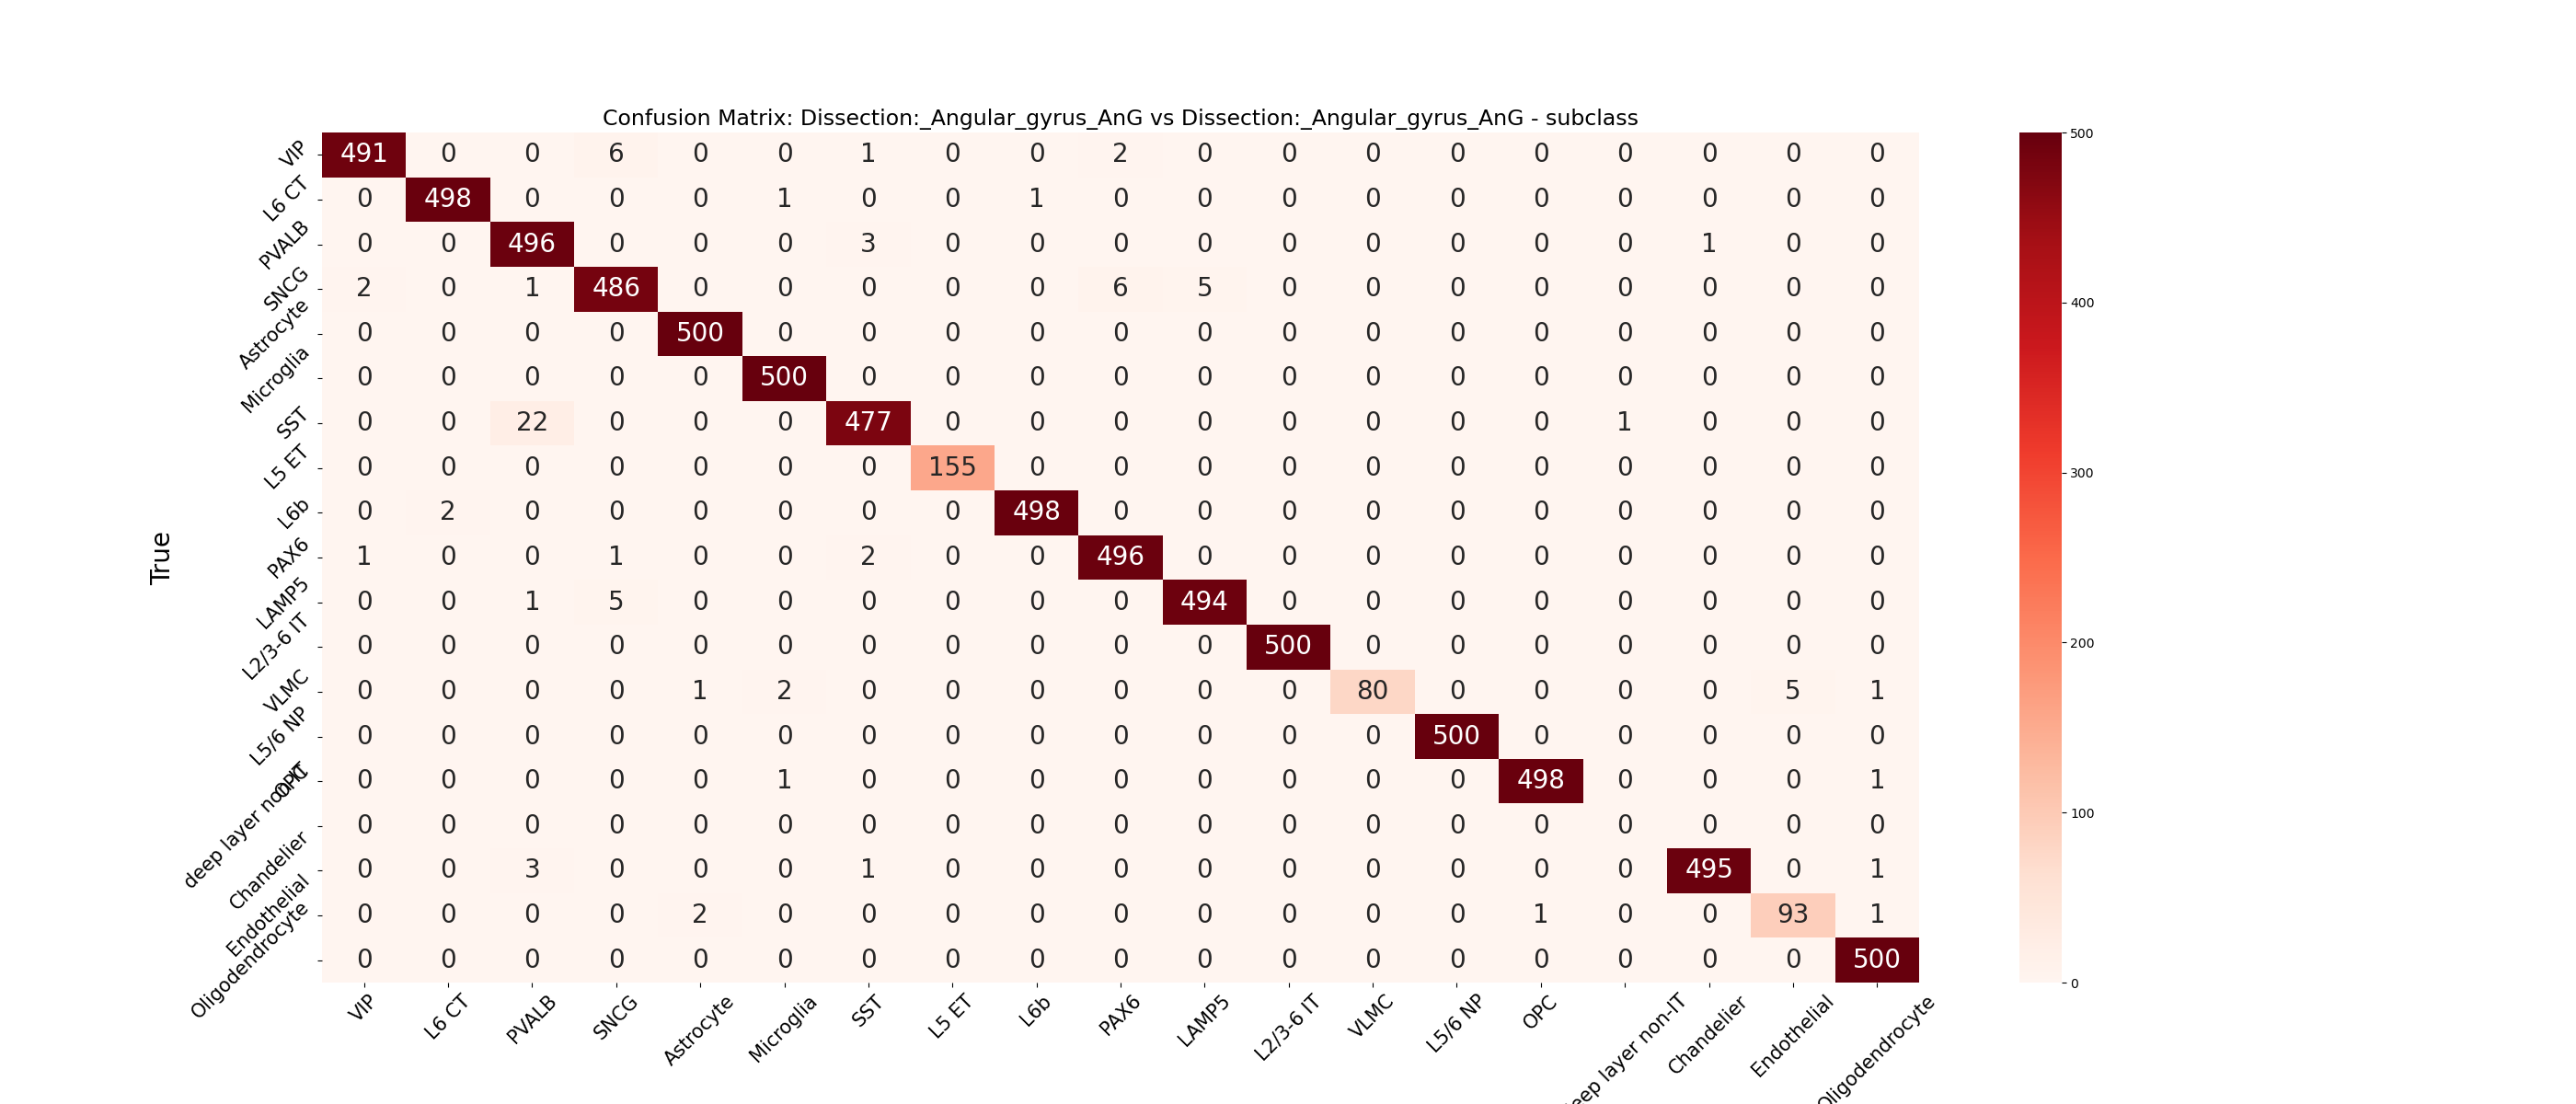 Confusion Matrix: Dissection:_Angular_gyrus_AnG vs Dissection:_Angular_gyrus_AnG - subclass
True
VIP 491 0 0 6 0 0 1 0 0 2 0 0 0 0 0 0 0 0 0
L6 CT 0 498 0 0 0 1 0 0 1 0 0 0 0 0 0 0 0 0 0
PVALB 0 0 496 0 0 0 3 0 0 0 0 0 0 0 0 0 1 0 0
SNCG 2 0 1 486 0 0 0 0 0 6 5 0 0 0 0 0 0 0 0
Astrocyte 0 0 0 0 500 0 0 0 0 0 0 0 0 0 0 0 0 0 0
Microglia 0 0 0 0 0 500 0 0 0 0 0 0 0 0 0 0 0 0 0
SST 0 0 22 0 0 0 477 0 0 0 0 0 0 0 0 1 0 0 0
L5 ET 0 0 0 0 0 0 0 155 0 0 0 0 0 0 0 0 0 0 0
L6b 0 2 0 0 0 0 0 0 498 0 0 0 0 0 0 0 0 0 0
PAX6 1 0 0 1 0 0 2 0 0 496 0 0 0 0 0 0 0 0 0
LAMP5 0 0 1 5 0 0 0 0 0 0 494 0 0 0 0 0 0 0 0
L2/3-6 IT 0 0 0 0 0 0 0 0 0 0 0 500 0 0 0 0 0 0 0
VLMC 0 0 0 0 1 2 0 0 0 0 0 0 80 0 0 0 0 5 1
L5/6 NP 0 0 0 0 0 0 0 0 0 0 0 0 0 500 0 0 0 0 0
OPC 0 0 0 0 0 1 0 0 0 0 0 0 0 0 498 0 0 0 1
deep layer non-IT 0 0 0 0 0 0 0 0 0 0 0 0 0 0 0 0 0 0 0
Chandelier 0 0 3 0 0 0 1 0 0 0 0 0 0 0 0 0 495 0 1
Endothelial 0 0 0 0 2 0 0 0 0 0 0 0 0 0 1 0 0 93 1
Oligodendrocyte 0 0 0 0 0 0 0 0 0 0 0 0 0 0 0 0 0 0 500
VIP L6 CT PVALB SNCG Astrocyte Microglia SST L5 ET L6b PAX6 LAMP5 L2/3-6 IT VLMC L5/6 NP OPC eep layer non-IT Chandelier Endothelial Oligodendrocyte
500
400
300
200
100
0